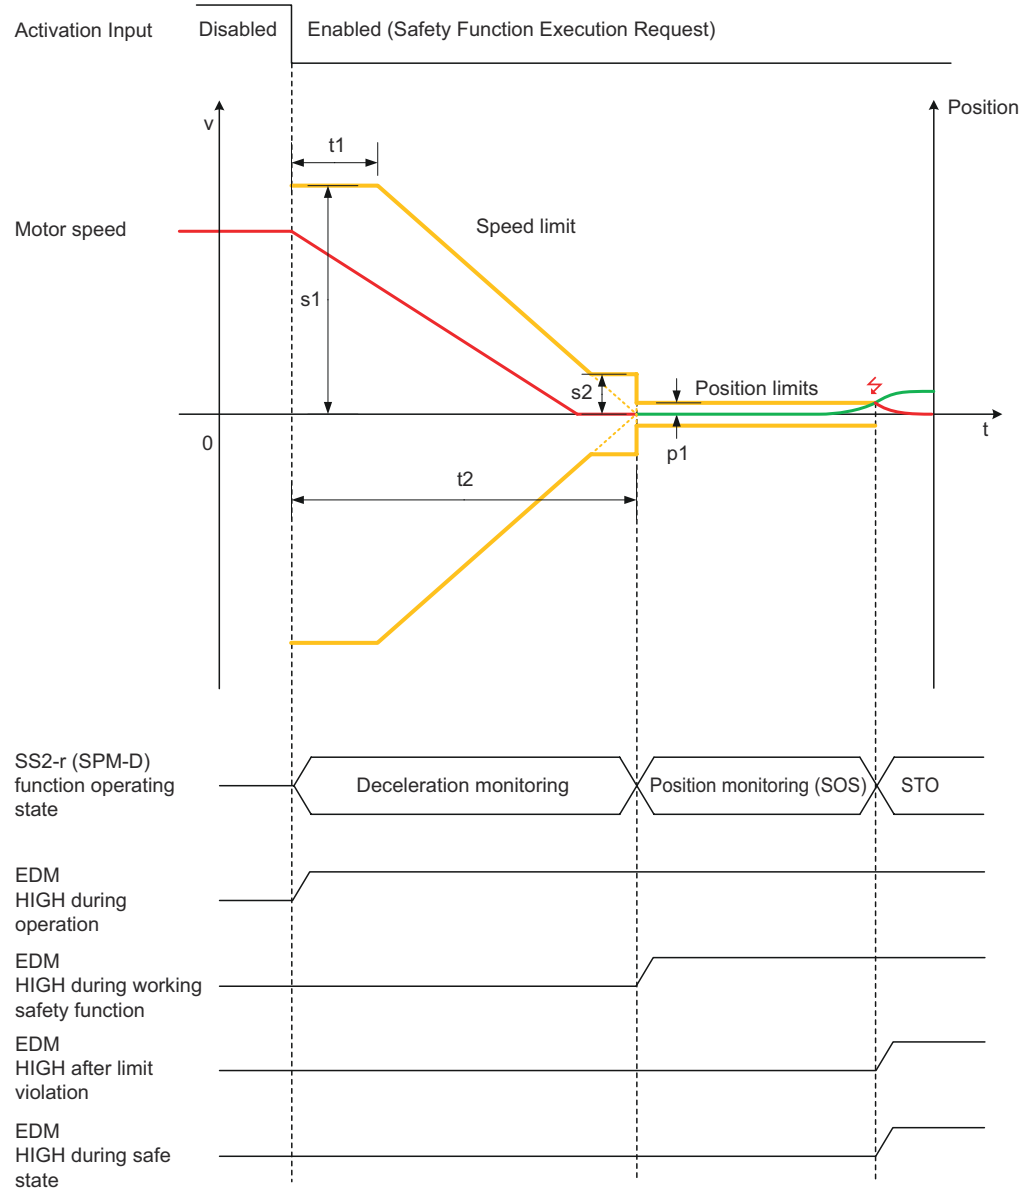 Activation Input
Disabled
Enabled (Safety Function Execution Request)
v
Position
t1
Motor speed
Speed limit
s1
s2
Position limits
0
t
p1
t2
SS2-r (SPM-D)
function operating
state
Deceleration monitoring
Position monitoring (SOS)
STO
EDM
HIGH during
operation
EDM
HIGH during working
safety function
EDM
HIGH after limit
violation
EDM
HIGH during safe
state